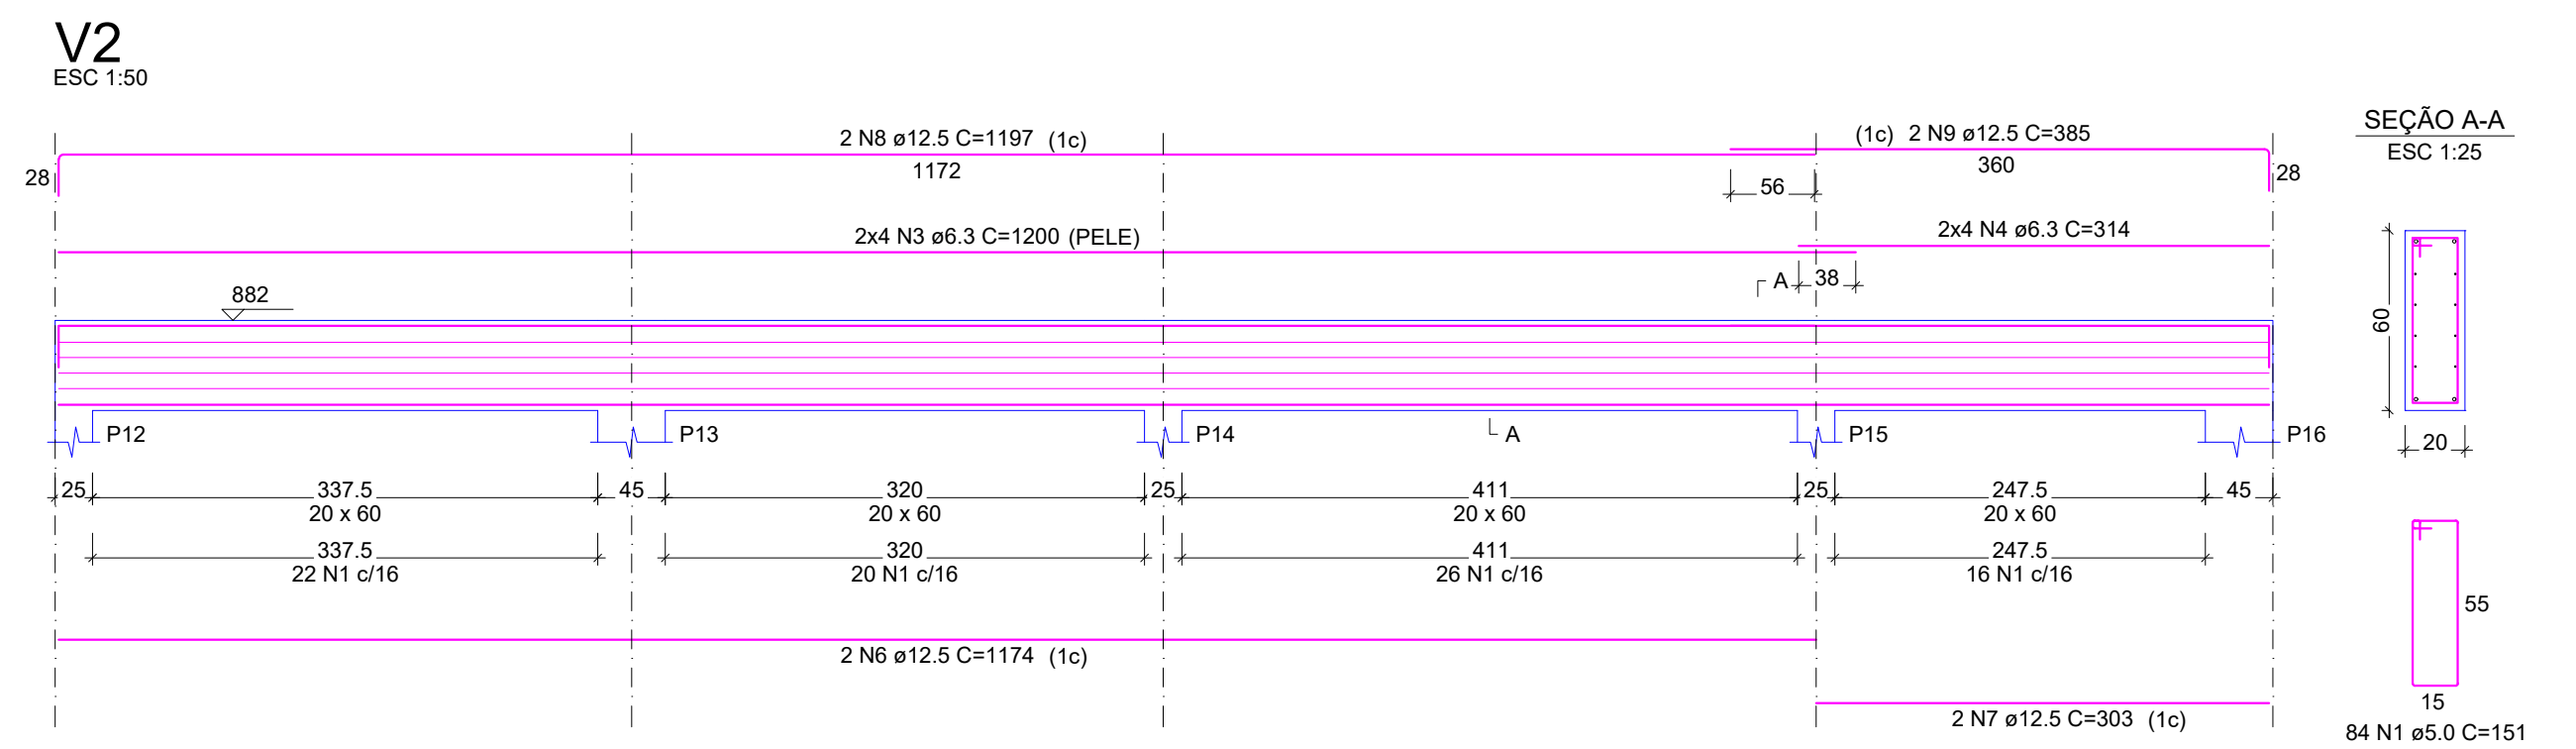 V2
ESC 1:50
2 N8 ø12.5 C=1197 (1c)
1172
28
(1c) 2 N9 ø12.5 C=385
360
28
56
2x4 N3 ø6.3 C=1200 (PELE)
2x4 N4 ø6.3 C=314
38
A
882
P12 P13 P14 A P15 P16
25 337.5 45 320 25 411 25 247.5 45
20 x 60 20 x 60 20 x 60 20 x 60
337.5 320 411 247.5
22 N1 c/16 20 N1 c/16 26 N1 c/16 16 N1 c/16
2 N6 ø12.5 C=1174 (1c)
2 N7 ø12.5 C=303 (1c)
SEÇÃO A-A
ESC 1:25
60
20
55
15
84 N1 ø5.0 C=151